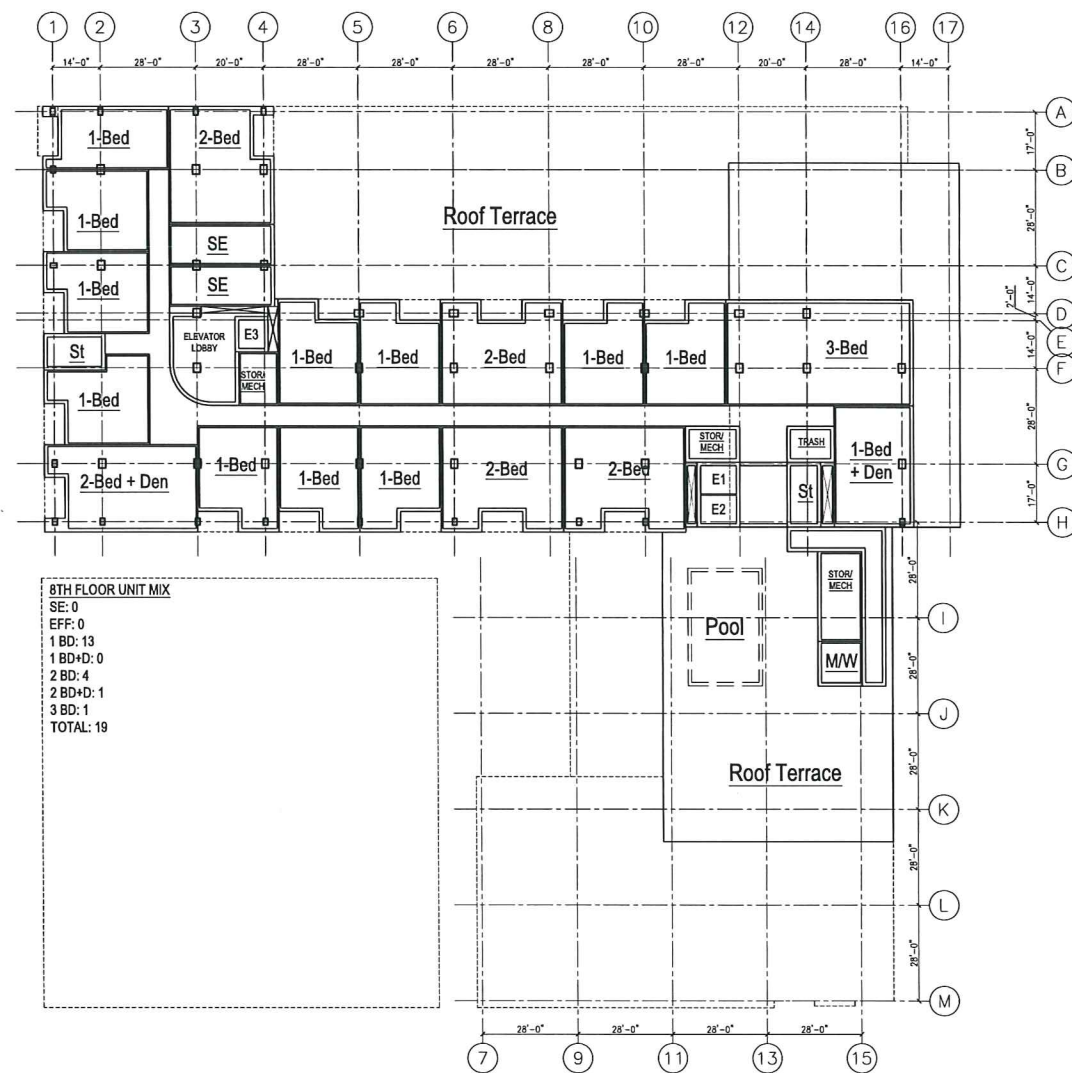 1 2 3 4 5 6 8 10 12 14 16 17
14'-0" 28'-0" 20'-0" 28'-0" 28'-0" 28'-0" 28'-0" 28'-0" 20'-0" 28'-0" 14'-0"
A
17'-0"
1-Bed 2-Bed
B
1-Bed
Roof Terrace
28'-0"
SE
C
SE
1-Bed
14'-0"
2'-0"
D
E
ELEVATOR
LOBBY
E3
St
1-Bed 1-Bed 2-Bed 1-Bed 1-Bed 3-Bed
14'-0"
F
STOR/
MECH
1-Bed
28'-0"
STOR/
MECH
TRASH
1-Bed
+ Den
G
2-Bed + Den 1-Bed 1-Bed 1-Bed 2-Bed 2-Bed
E1
E2
St
17'-0"
H
28'-0"
8TH FLOOR UNIT MIX
SE: 0
EFF: 0
1 BD: 13
1 BD+D: 0
2 BD: 4
2 BD+D: 1
3 BD: 1
TOTAL: 19
STOR/
MECH
I
Pool
M/W
28'-0"
J
Roof Terrace
28'-0"
K
28'-0"
L
28'-0"
M
28'-0" 28'-0" 28'-0" 28'-0"
7 9 11 13 15